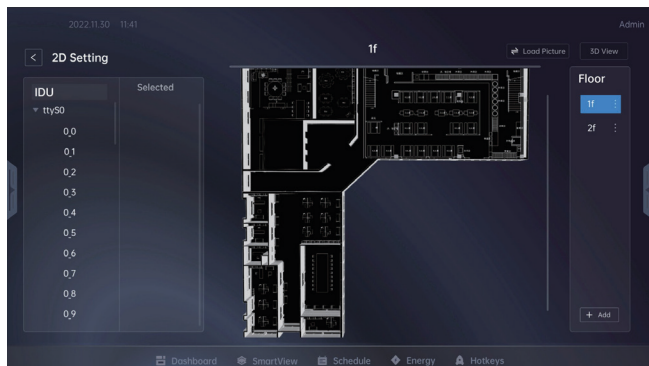 2022.11.30 11:41
Admin
2D Setting
1f
Load Picture
3D View
IDU
Selected
Floor
ttyS0
0_0
0_1
0_2
0_3
0_4
0_5
0_6
0_7
0_8
0_9
1f
2f
+ Add
Dashboard
SmartView
Schedule
Energy
Hotkeys